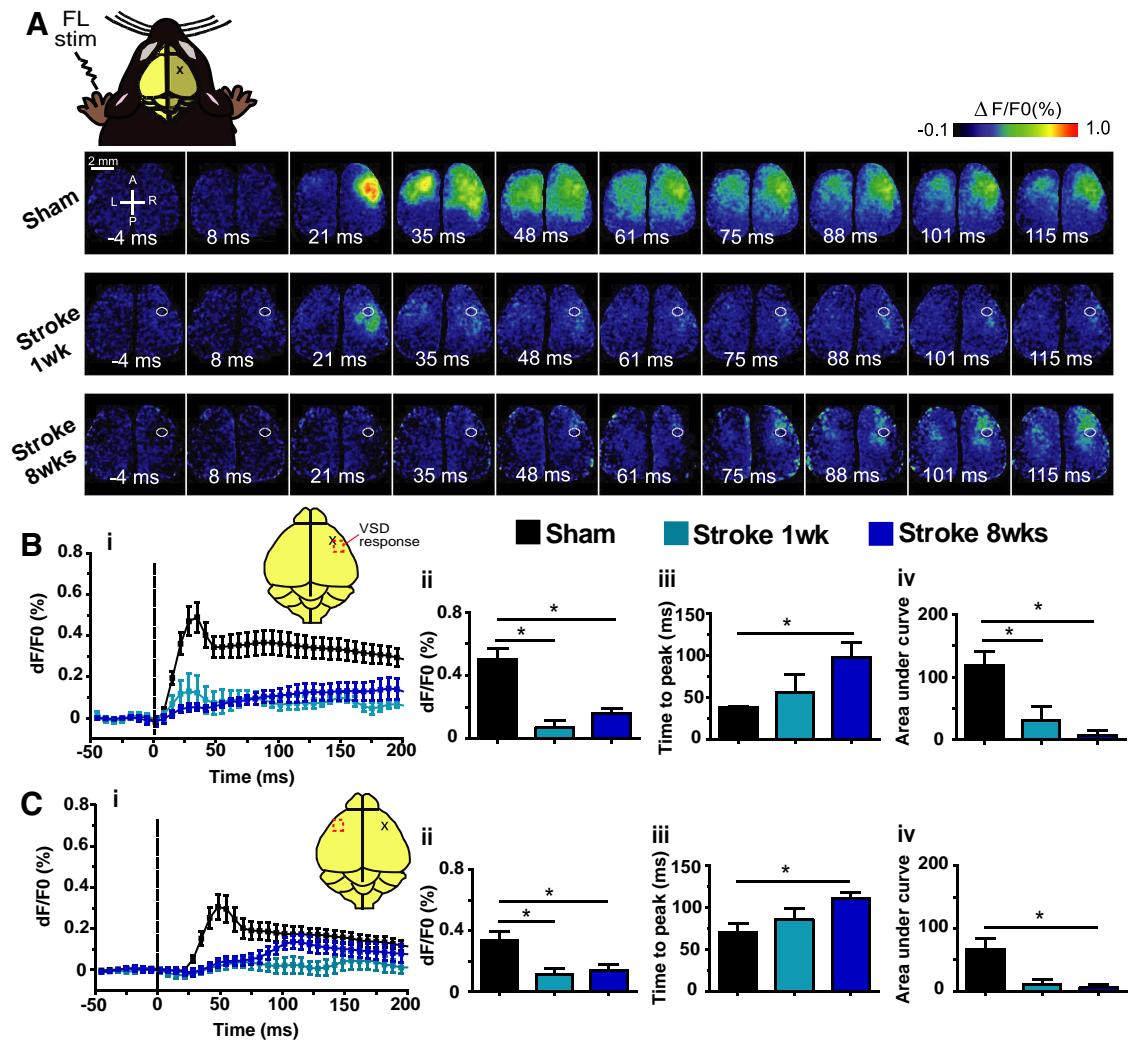 A
FL
stim
x
Δ F/F0(%)
-0.1 1.0
2 mm
A
L R
P
Sham
-4 ms 8 ms 21 ms 35 ms 48 ms 61 ms 75 ms 88 ms 101 ms 115 ms
Stroke
1wk
-4 ms 8 ms 21 ms 35 ms 48 ms 61 ms 75 ms 88 ms 101 ms 115 ms
Stroke
8wks
-4 ms 8 ms 21 ms 35 ms 48 ms 61 ms 75 ms 88 ms 101 ms 115 ms
Sham Stroke 1wk Stroke 8wks
B
i
x
VSD
response
dF/F0 (%)
0.8
0.6
0.4
0.2
0
-50 0 50 100 150 200
Time (ms)
ii
dF/F0 (%)
0.8
0.4
0
*
*
iii
Time to peak (ms)
150
100
50
0
*
iv
Area under curve
200
100
0
*
*
C
i
x
dF/F0 (%)
0.8
0.6
0.4
0.2
0
-50 0 50 100 150 200
Time (ms)
ii
dF/F0 (%)
0.8
0.4
0
*
*
iii
Time to peak (ms)
150
100
50
0
*
iv
Area under curve
200
100
0
*